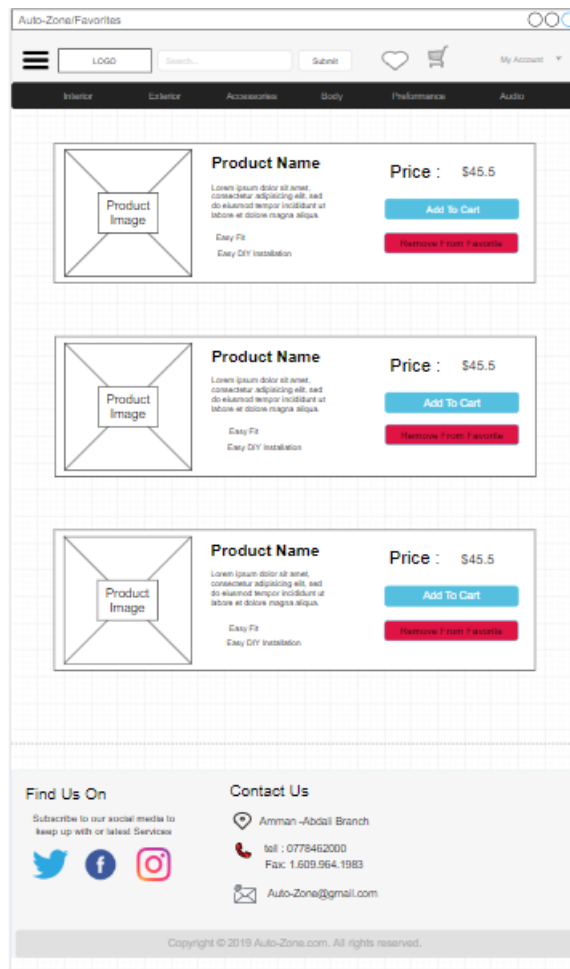 Auto-Zone/Favorites
LOGO
Search...
Submit
My Account
Interior
Exterior
Accessories
Body
Preformance
Audio
Product Image
Product Name
Lorem ipsum dolor sit amet,
consectetur adipisicing elit, sed
do eiusmod tempor incididunt ut
labore et dolore magna aliqua.
Easy Fit
Easy DIY Installation
Price : $45.5
Add To Cart
Remove From Favorite
Product Image
Product Name
Lorem ipsum dolor sit amet,
consectetur adipisicing elit, sed
do eiusmod tempor incididunt ut
labore et dolore magna aliqua.
Easy Fit
Easy DIY Installation
Price : $45.5
Add To Cart
Remove From Favorite
Product Image
Product Name
Lorem ipsum dolor sit amet,
consectetur adipisicing elit, sed
do eiusmod tempor incididunt ut
labore et dolore magna aliqua.
Easy Fit
Easy DIY Installation
Price : $45.5
Add To Cart
Remove From Favorite
Find Us On
Subscribe to our social media to
keep up with or latest Services
Contact Us
Amman -Abdali Branch
tell : 0778462000
Fax: 1.609.964.1983
Auto-Zone@gmail.com
Copyright © 2019 Auto-Zone.com. All rights reserved.